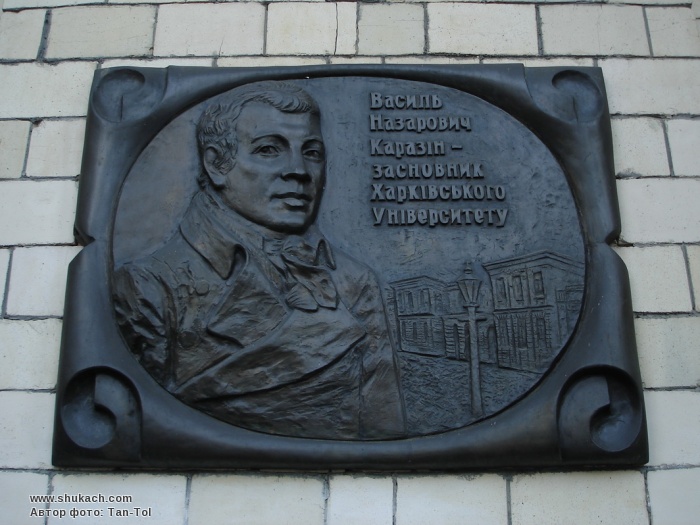 Василь
Назарович
Каразін –
засновник
Харківського
Університету
www.shukach.com
Автор фото: Tan-Tol